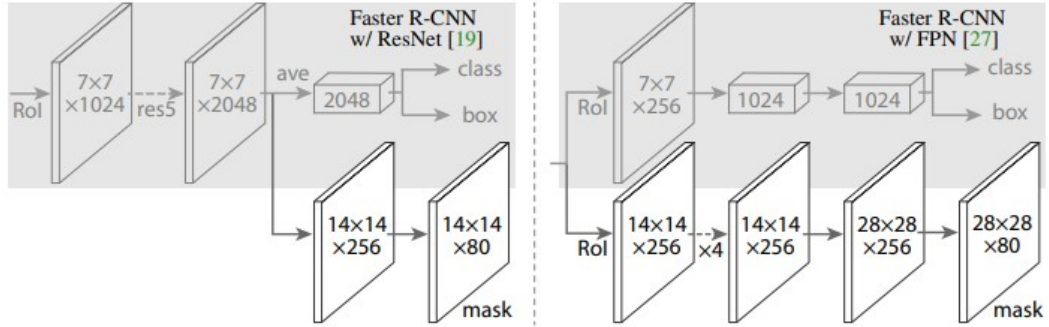 Faster R-CNN
w/ ResNet [19]
RoI
7×7
×1024
res5
7×7
×2048
ave
2048
class
box
14×14
×256
14×14
×80
mask
Faster R-CNN
w/ FPN [27]
RoI
7×7
×256
1024
1024
class
box
RoI
14×14
×256
×4
14×14
×256
28×28
×256
28×28
×80
mask